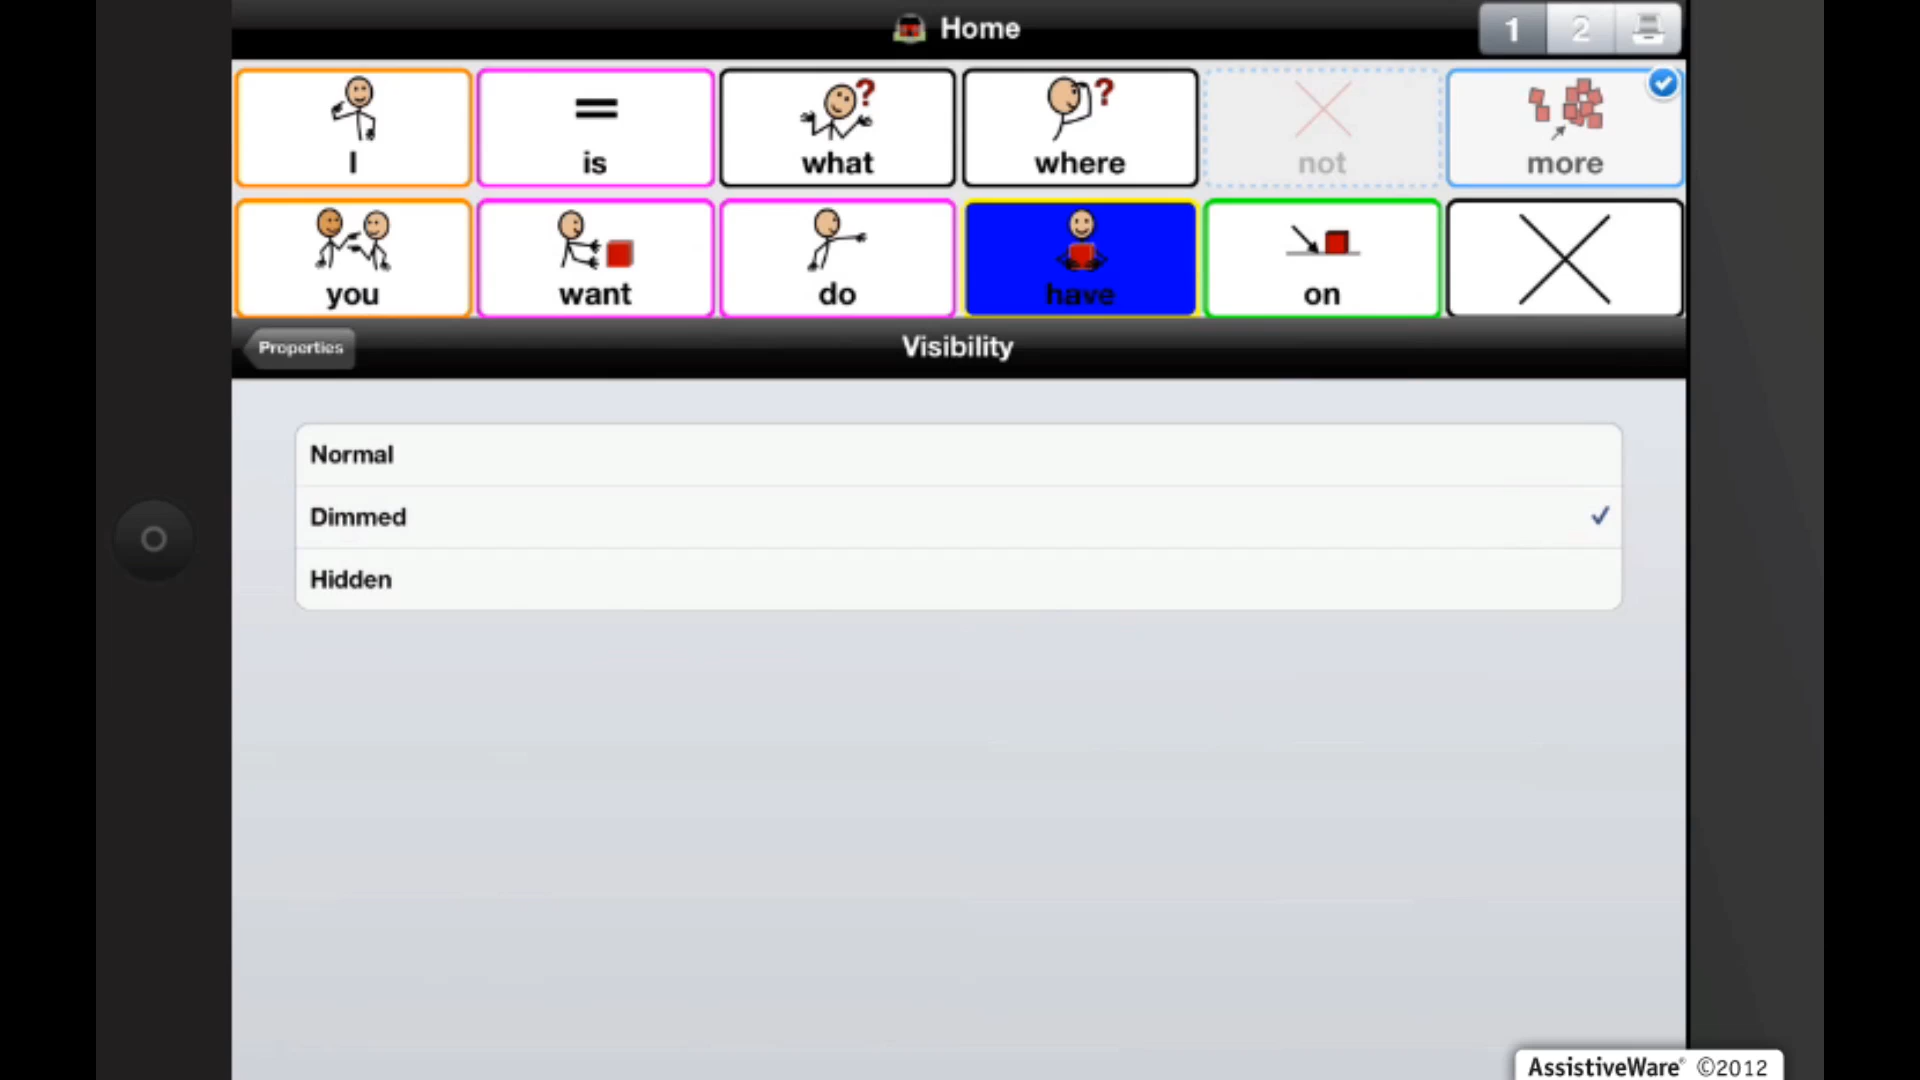 Home
1 2
I is what where not more
you want do have on
Properties
Visibility
Normal
Dimmed
Hidden
AssistiveWare® ©2012